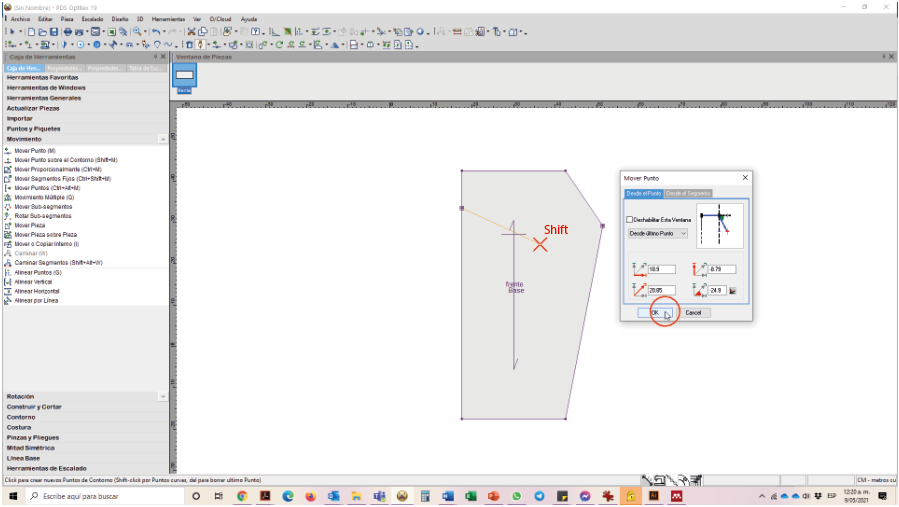 (Sin Nombre) - PDS Optitex 19
Archivo Editar Pieza Escalado Diseño 3D Herramientas Ver O/Cloud Ayuda
Caja de Herramientas
Ventana de Piezas
Caja de Her... Propiedades... Propiedades...
Herramientas Favoritas
Herramientas de Windows
Herramientas Generales
Actualizar Piezas
Importar
Puntos y Piquetes
Movimiento
Mover Punto (M)
Mover Punto sobre el Contorno (Shift+M)
Mover Proporcionalmente (Ctrl+M)
Mover Segmentos Fijos (Ctrl+Shift+M)
Mover Puntos (Ctrl+Alt+M)
Movimiento Múltiple (Q)
Mover Sub-segmentos
Rotar Sub-segmentos
Mover Pieza
Mover Pieza sobre Pieza
Mover o Copiar Interno (I)
Caminar (W)
Caminar Segmentos (Shift+Alt+W)
Alinear Puntos (G)
Alinear Vertical
Alinear Horizontal
Alinear por Línea
Rotación
Construir y Cortar
Contorno
Costura
Pinzas y Pliegues
Mitad Simétrica
Línea Base
Herramientas de Escalado
Shift
frente
Base
Mover Punto
Desde el Punto Desde el Segmento
Deshabilitar Esta Ventana
Desde último Punto
18.9 -8.79
20.85 -24.9
OK Cancel
Click para crear nuevos Puntos de Contorno (Shift-click por Puntos curvas, del para borrar ultimo Punto)
CM - metros cu
Escribe aquí para buscar
ESP
12:20 a. m.
9/05/2021